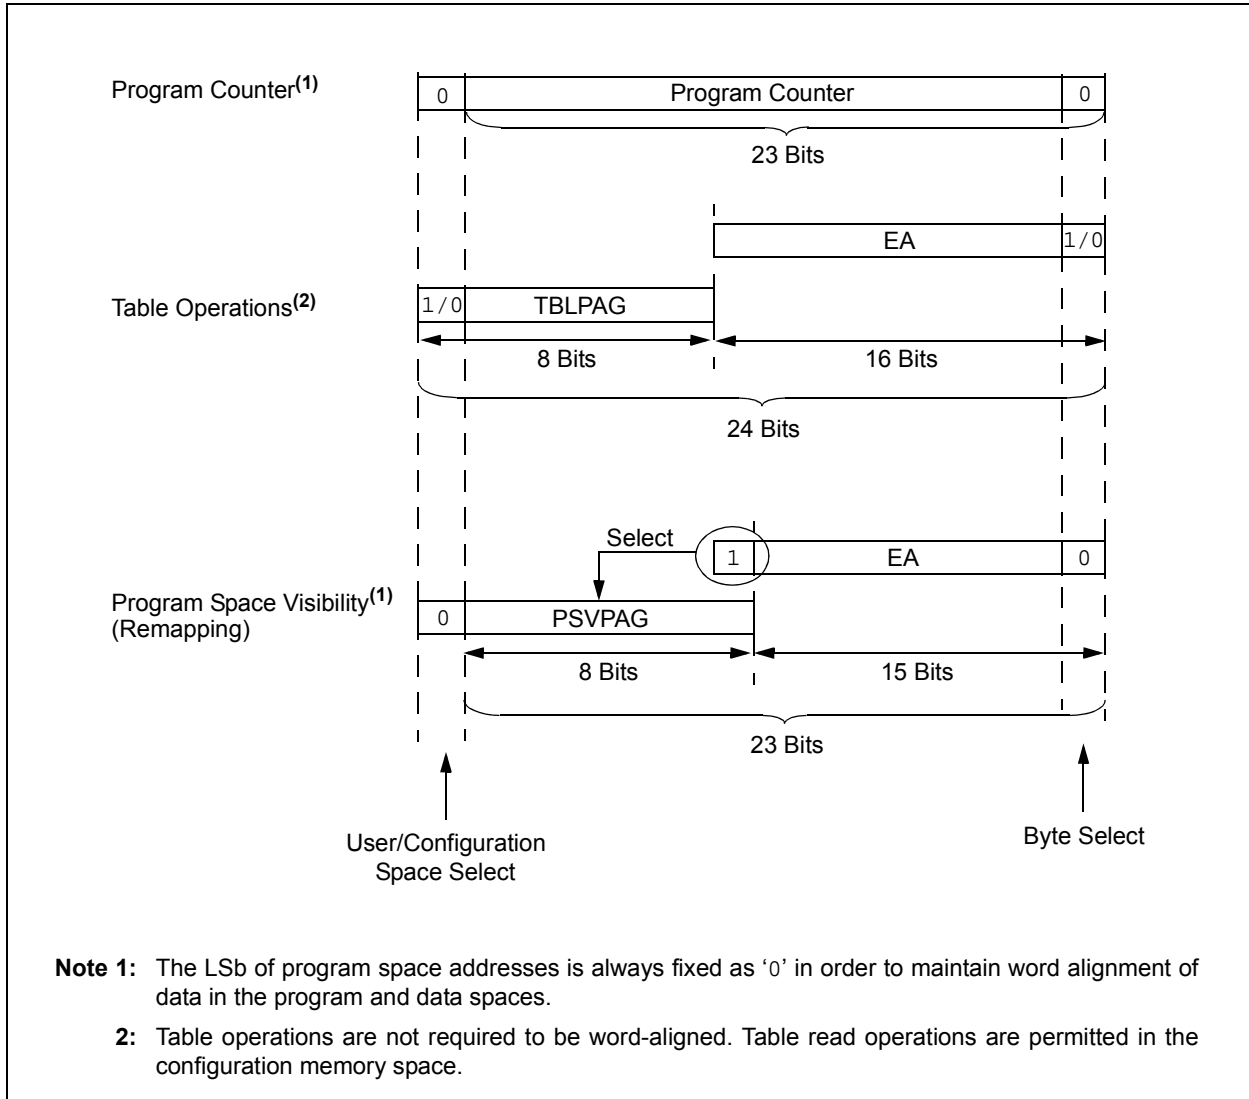 Program Counter(1)
0
Program Counter
0
23 Bits
EA
1/0
Table Operations(2)
1/0
TBLPAG
8 Bits
16 Bits
24 Bits
Select
1
EA
0
Program Space Visibility(1)
(Remapping)
0
PSVPAG
8 Bits
15 Bits
23 Bits
User/Configuration
Space Select
Byte Select
Note 1: The LSb of program space addresses is always fixed as ‘0’ in order to maintain word alignment of
data in the program and data spaces.
2: Table operations are not required to be word-aligned. Table read operations are permitted in the
configuration memory space.